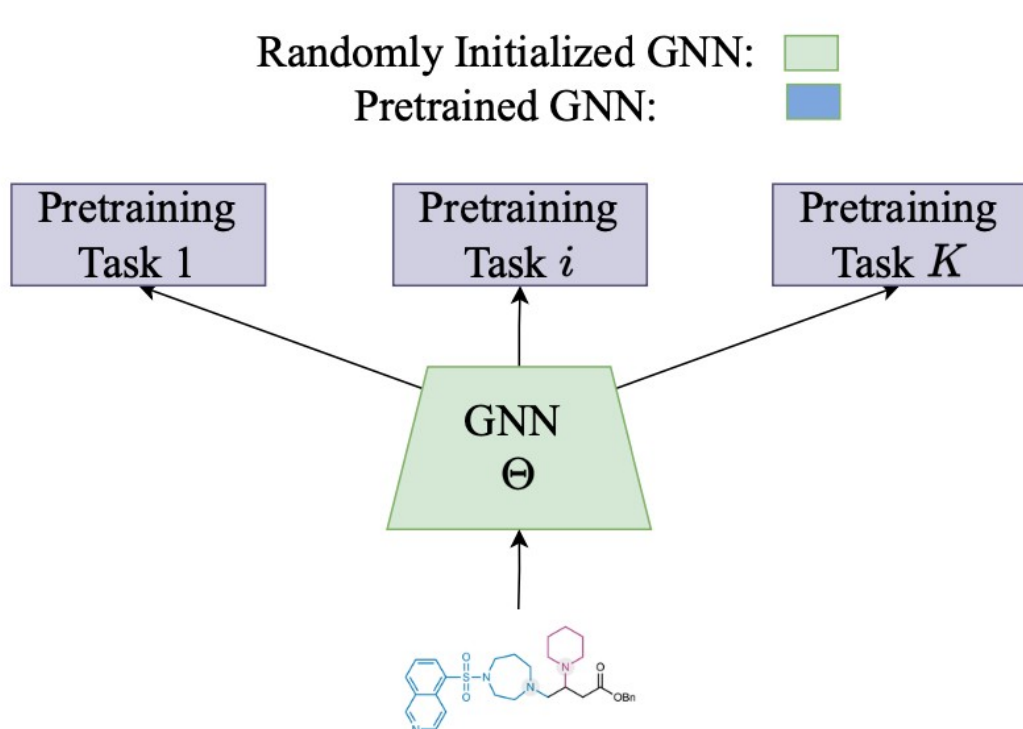 Randomly Initialized GNN:
Pretrained GNN:
Pretraining
Task 1
Pretraining
Task i
Pretraining
Task K
GNN
Θ
O
S
O
N
N
N
O
OBn
N